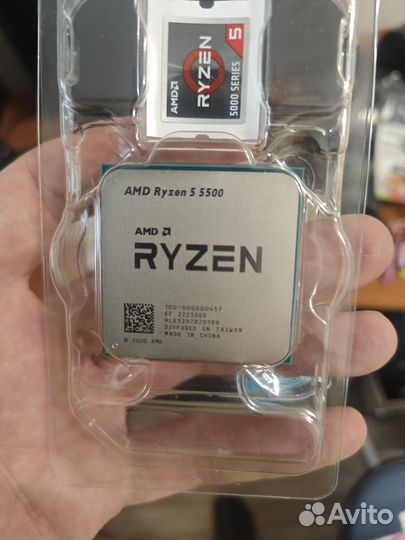 AMD
RYZEN
5
5000 SERIES
AMD Ryzen 5 5500
AMD
RYZEN
100-000000457
DIFFUSED IN TAIWAN
MADE IN CHINA
© 2020 AMD
Avito